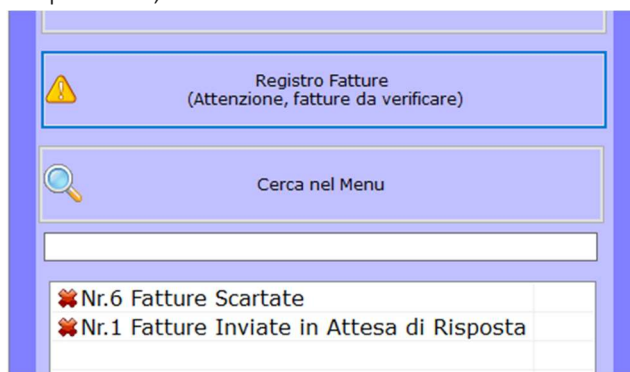 Registro Fatture
(Attenzione, fatture da verificare)
Cerca nel Menu
Nr.6 Fatture Scartate
Nr.1 Fatture Inviate in Attesa di Risposta